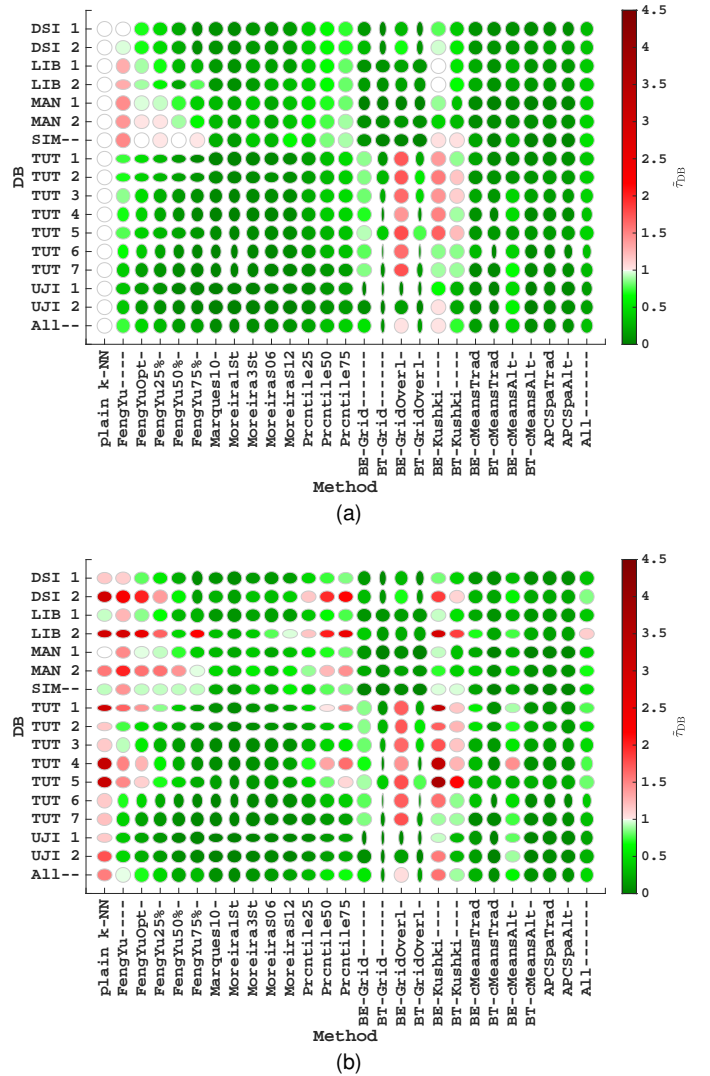 DSI 1
DSI 2
LIB 1
LIB 2
MAN 1
MAN 2
SIM--
TUT 1
TUT 2
TUT 3
TUT 4
TUT 5
TUT 6
TUT 7
UJI 1
UJI 2
All--
DB
plain k-NN
FengYu-----
FengYuOpt-
FengYu25%-
FengYu50%-
FengYu75%-
Marques10-
Moreira1St
Moreira3St
MoreiraS06
MoreiraS12
Prcntile25
Prcntile50
Prcntile75
BE-Grid-------
BT-Grid-------
BE-GridOverl-
BT-GridOverl-
BE-Kushki-----
BT-Kushki-----
BE-cMeansTrad
BT-cMeansTrad
BE-cMeansAlt-
BT-cMeansAlt-
APCSpaTrad
APCSpaAlt-
All-------
Method
4.5
4
3.5
3
2.5
2
1.5
1
0.5
0
τ̄DB
(a)
DSI 1
DSI 2
LIB 1
LIB 2
MAN 1
MAN 2
SIM--
TUT 1
TUT 2
TUT 3
TUT 4
TUT 5
TUT 6
TUT 7
UJI 1
UJI 2
All--
DB
plain k-NN
FengYu-----
FengYuOpt-
FengYu25%-
FengYu50%-
FengYu75%-
Marques10-
Moreira1St
Moreira3St
MoreiraS06
MoreiraS12
Prcntile25
Prcntile50
Prcntile75
BE-Grid-------
BT-Grid-------
BE-GridOverl-
BT-GridOverl-
BE-Kushki-----
BT-Kushki-----
BE-cMeansTrad
BT-cMeansTrad
BE-cMeansAlt-
BT-cMeansAlt-
APCSpaTrad
APCSpaAlt-
All-------
Method
4.5
4
3.5
3
2.5
2
1.5
1
0.5
0
τ̄DB
(b)